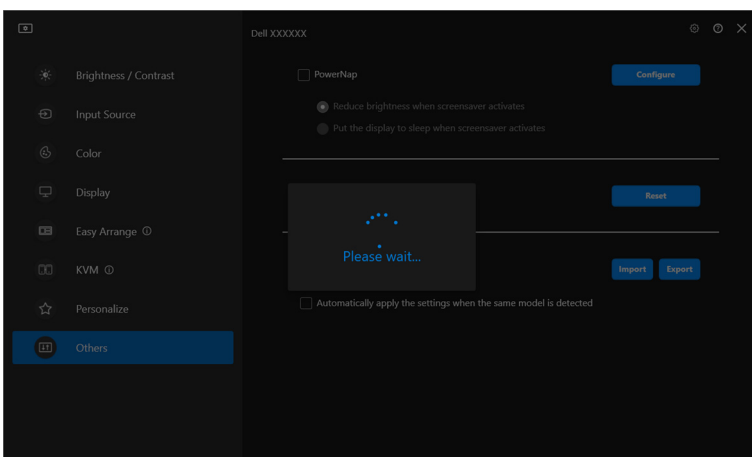 Dell XXXXXX
Brightness / Contrast
Input Source
Color
Display
Easy Arrange
KVM
Personalize
Others
PowerNap
Configure
Reduce brightness when screensaver activates
Put the display to sleep when screensaver activates
Reset
Please wait...
Import Export
Automatically apply the settings when the same model is detected